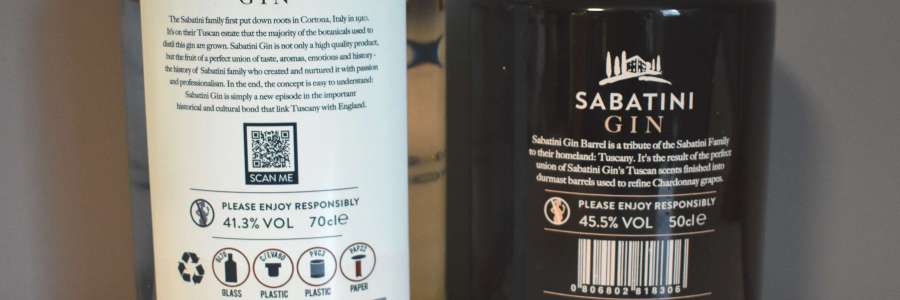 GIN
The Sabatini family first put down roots in Cortona, Italy in 1910.
It's on their Tuscan estate that the majority of the botanicals used to
distil this gin are grown. Sabatini Gin is not only a high quality product,
but the fruit of a perfect union of taste, aromas, emotions and history -
the history of Sabatini family who created and nurtured it with passion
and professionalism. In the end, the concept is easy to understand:
Sabatini Gin is simply a new episode in the important
historical and cultural bond that link Tuscany with England.
SCAN ME
PLEASE ENJOY RESPONSIBLY
41.3% VOL 70cl e
GL70 C/LVARO PVC3 PAP22
GLASS PLASTIC PLASTIC PAPER
SABATINI
GIN
Sabatini Gin Barrel is a tribute of the Sabatini Family
to their homeland: Tuscany. It's the result of the perfect
union of Sabatini Gin's Tuscan scents finished into
durmast barrels used to refine Chardonnay grapes.
PLEASE ENJOY RESPONSIBLY
45.5% VOL 50cl e
0 806802 818306